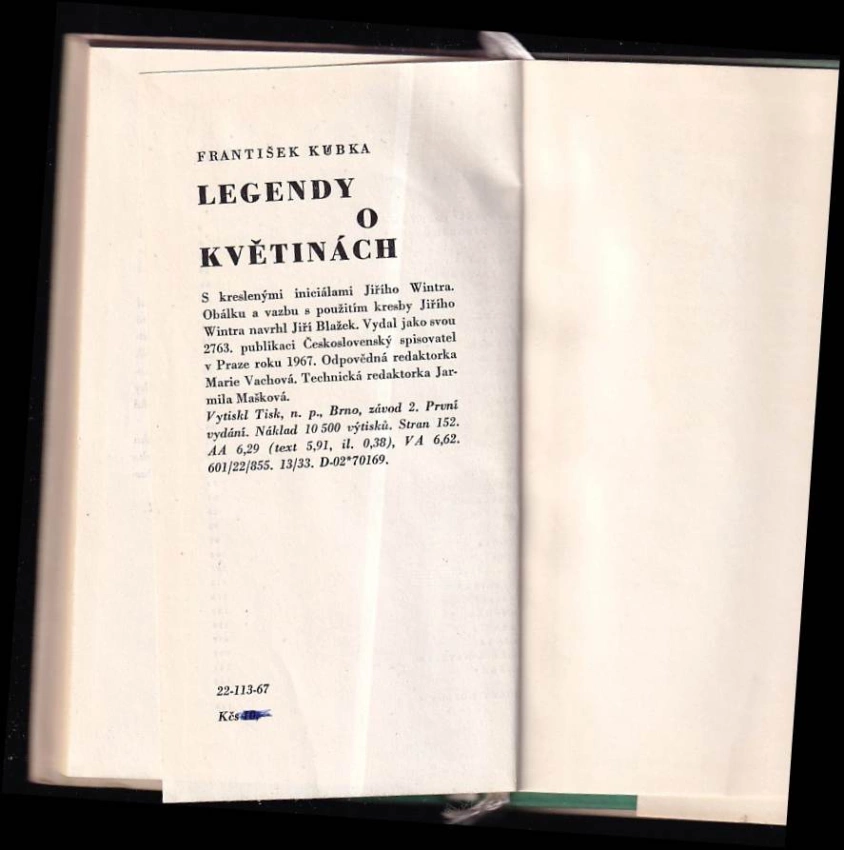 FRANTIŠEK KUBKA
LEGENDY
O
KVĚTINÁCH
S kreslenými iniciálami Jiřího Wintra.
Obálku a vazbu s použitím kresby Jiřího
Wintra navrhl Jiří Blažek. Vydal jako svou
2763. publikaci Československý spisovatel
v Praze roku 1967. Odpovědná redaktorka
Marie Vachová. Technická redaktorka Jar-
mila Mašková.
Vytiskl Tisk, n. p., Brno, závod 2. První
vydání. Náklad 10 500 výtisků. Stran 152.
AA 6,29 (text 5,91, il. 0,38), VA 6,62.
601/22/855. 13/33. D-02*70169.
22-113-67
Kčs